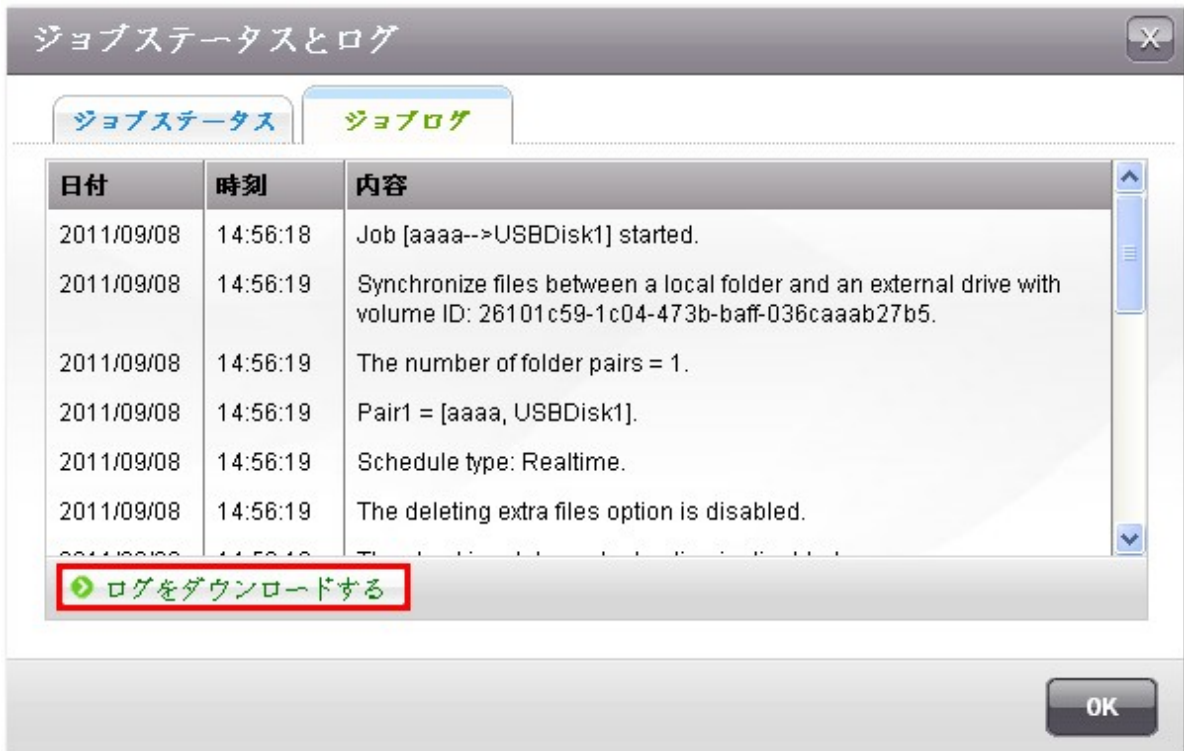 ジョブステータスとログ
X
ジョブステータス ジョブログ
日付 時刻 内容
2011/09/08 14:56:18 Job [aaaa-->USBDisk1] started.
2011/09/08 14:56:19 Synchronize files between a local folder and an external drive with
volume ID: 26101c59-1c04-473b-baff-036caaab27b5.
2011/09/08 14:56:19 The number of folder pairs = 1.
2011/09/08 14:56:19 Pair1 = [aaaa, USBDisk1].
2011/09/08 14:56:19 Schedule type: Realtime.
2011/09/08 14:56:19 The deleting extra files option is disabled.
ログをダウンロードする
OK